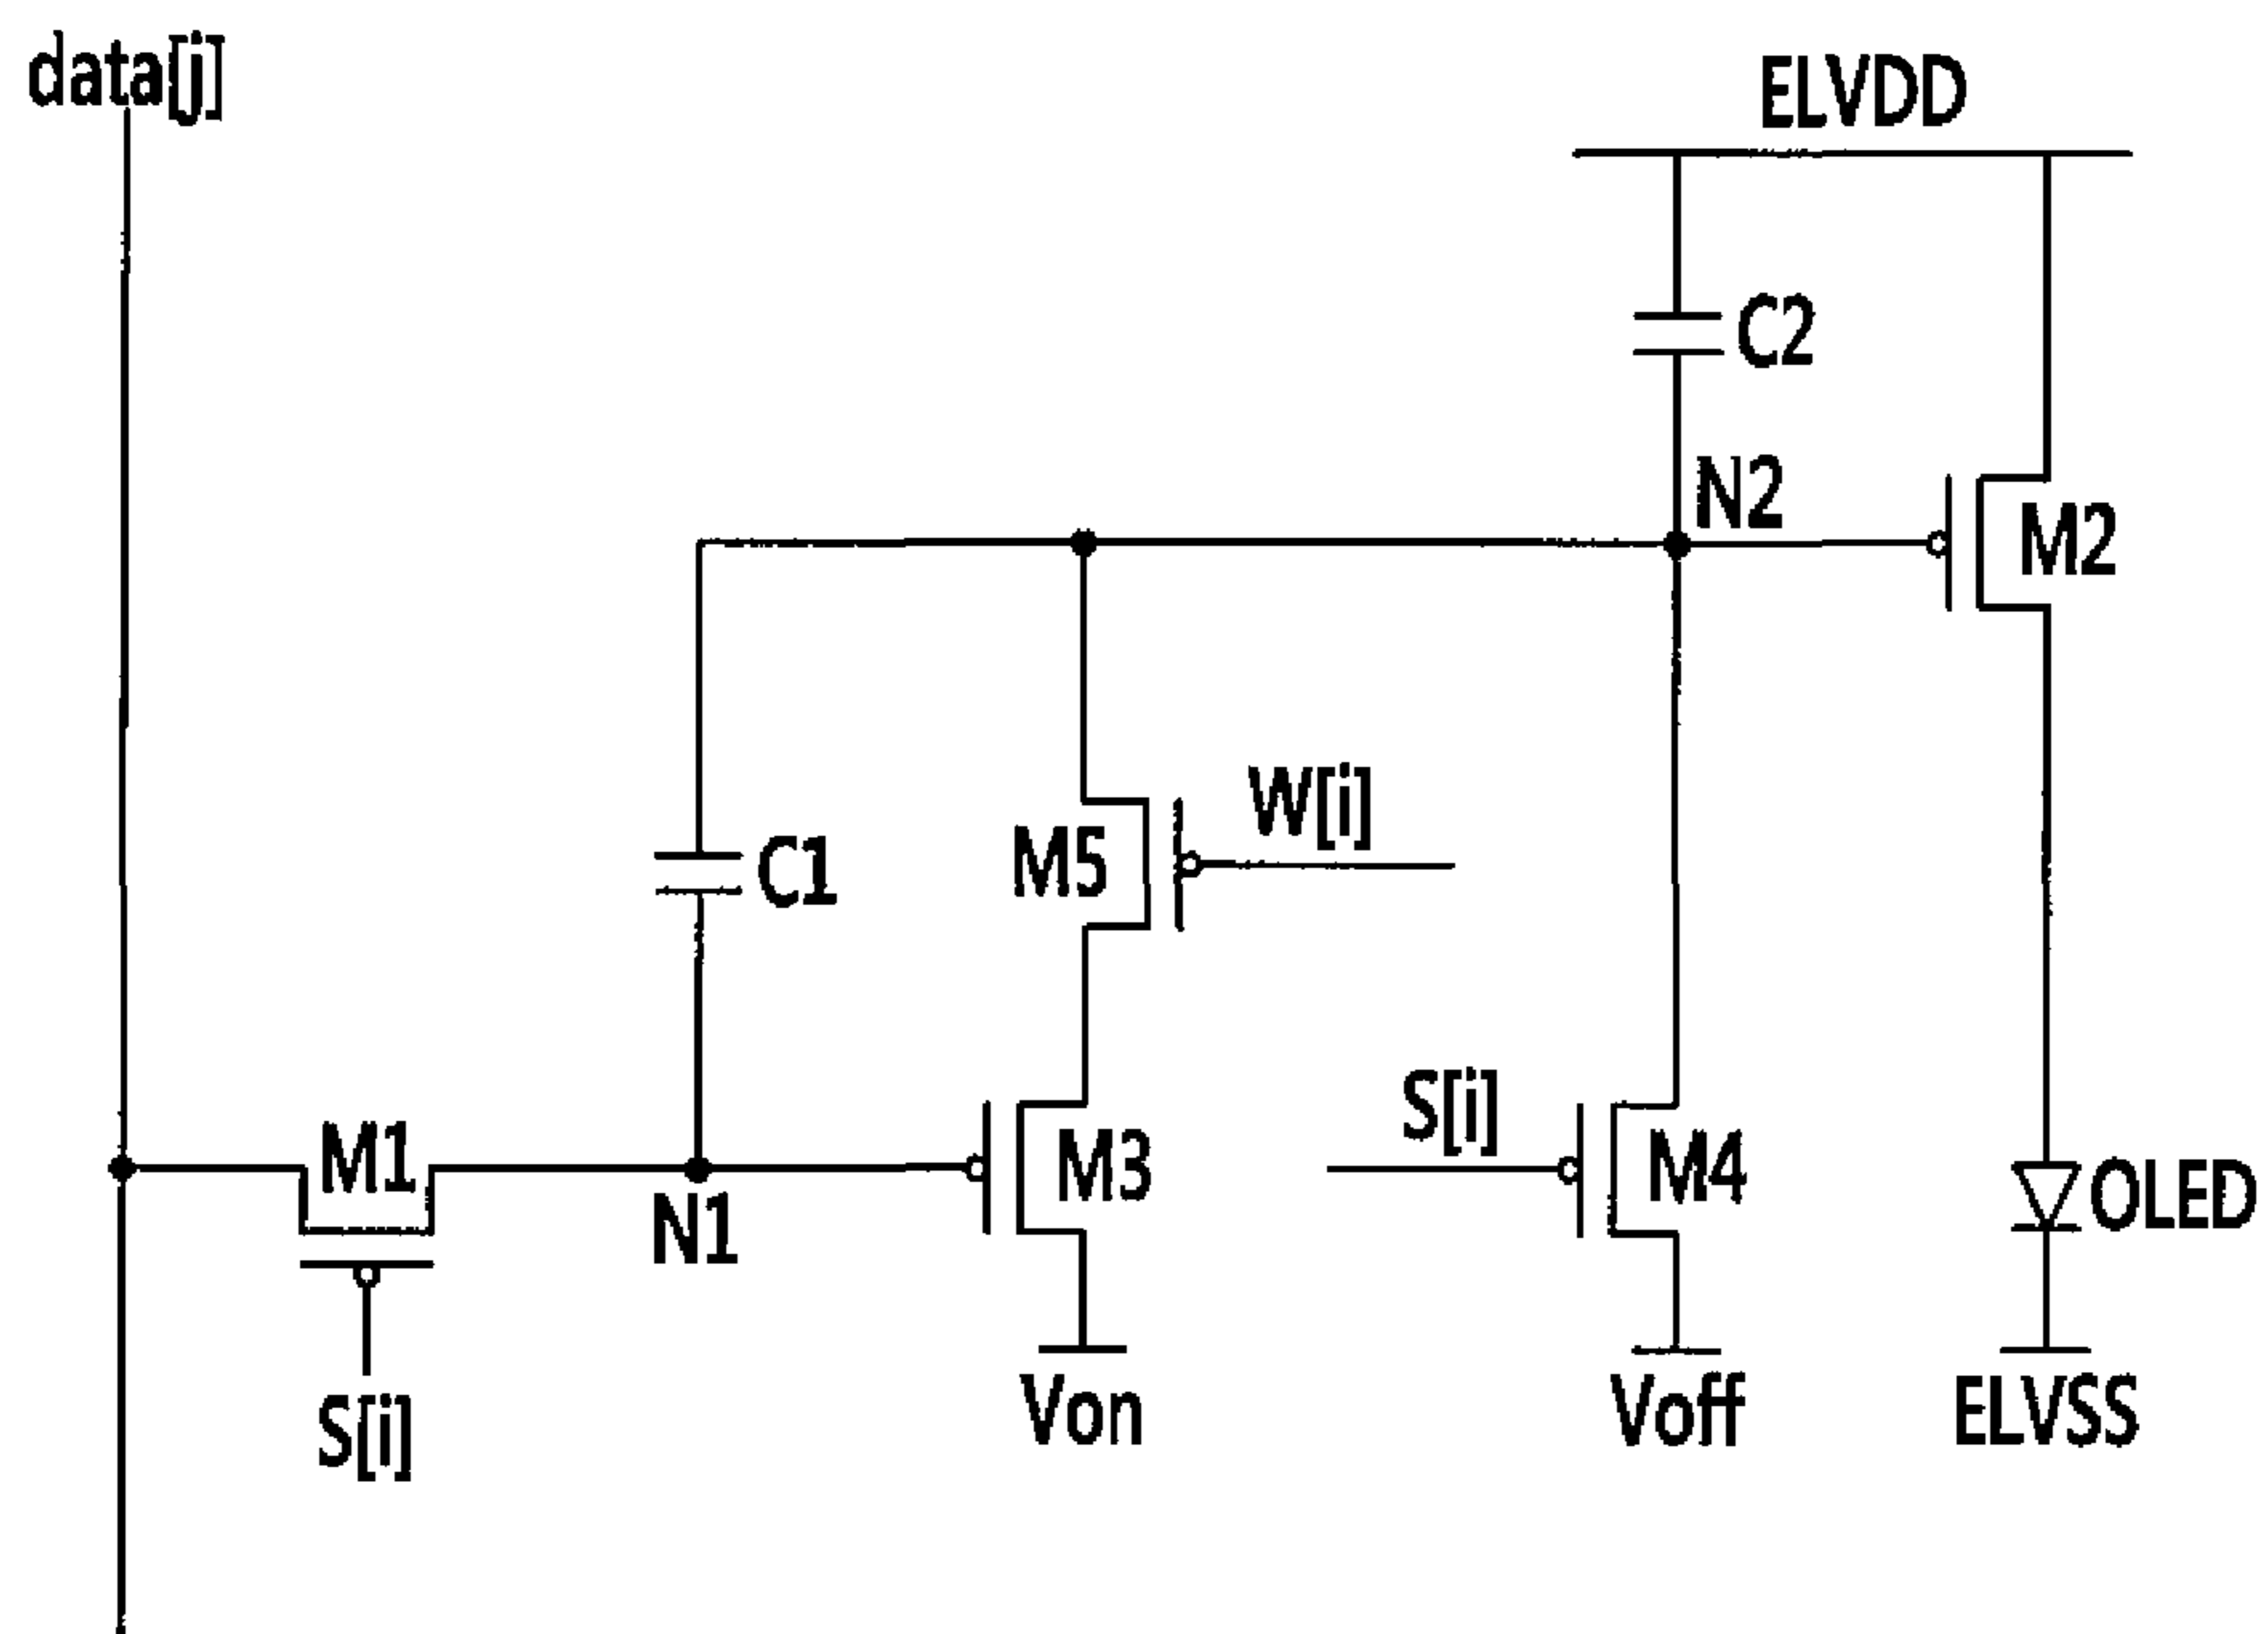 data[j]
ELVDD
C2
N2
M2
W[i]
M5
C1
S[i]
M1
M3
M4
OLED
N1
S[i]
Von
Voff
ELVSS